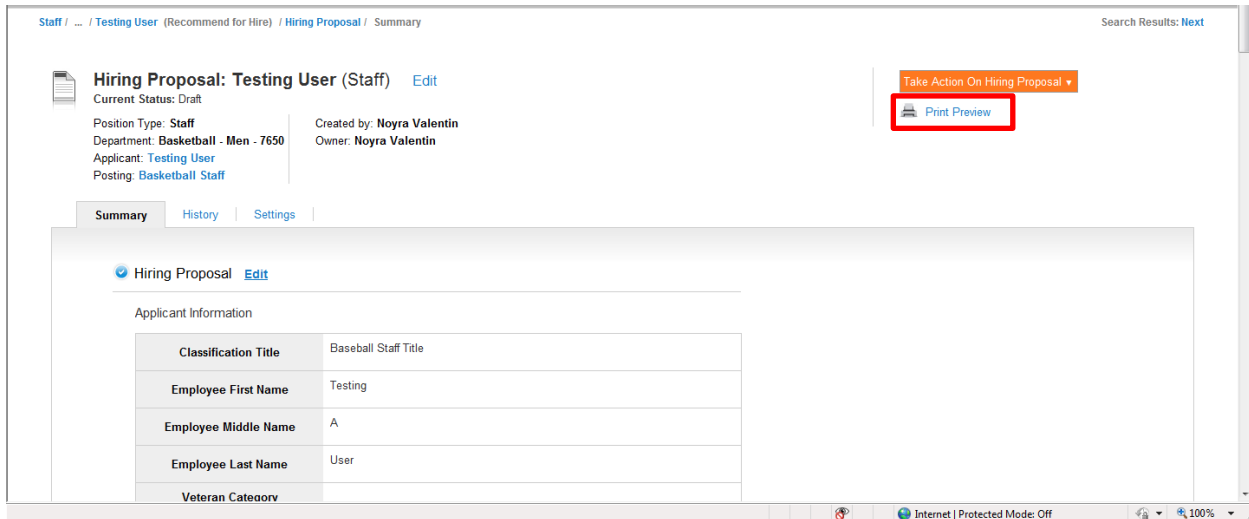 Staff / ... / Testing User (Recommend for Hire) / Hiring Proposal / Summary
Search Results: Next
Hiring Proposal: Testing User (Staff) Edit
Current Status: Draft
Position Type: Staff
Department: Basketball - Men - 7650
Applicant: Testing User
Posting: Basketball Staff
Created by: Noyra Valentin
Owner: Noyra Valentin
Take Action On Hiring Proposal ▾
Print Preview
Summary History Settings
Hiring Proposal Edit
Applicant Information
Classification Title Baseball Staff Title
Employee First Name Testing
Employee Middle Name A
Employee Last Name User
Veteran Category
Internet | Protected Mode: Off 100%